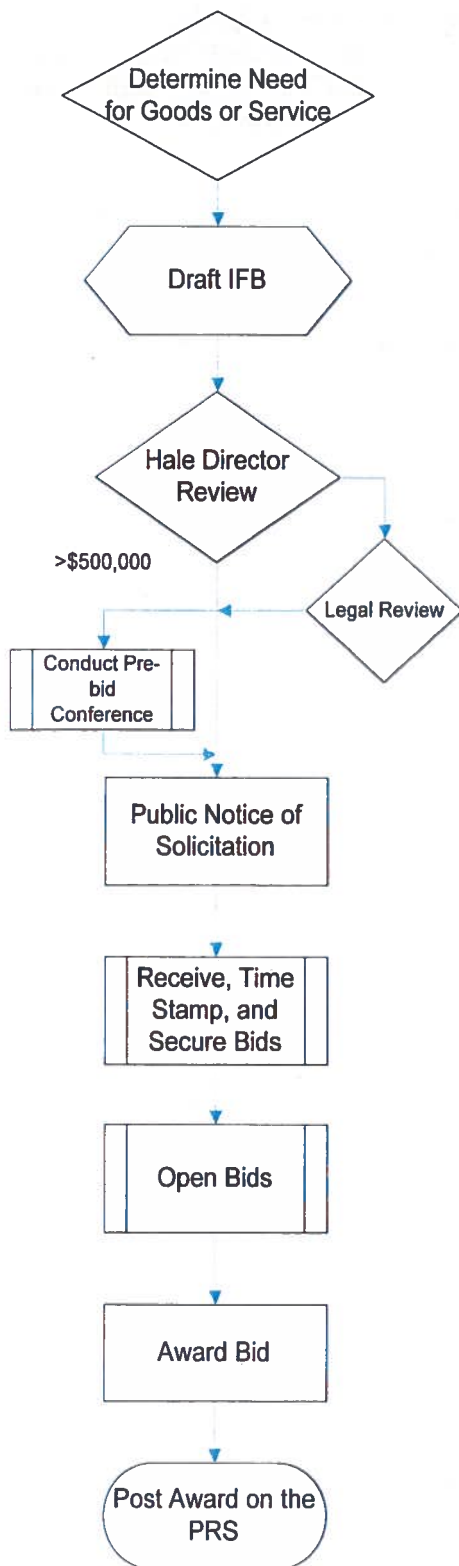 Determine Need
for Goods or Service
Draft IFB
Hale Director
Review
>$500,000
Legal Review
Conduct Pre-
bid
Conference
Public Notice of
Solicitation
Receive, Time
Stamp, and
Secure Bids
Open Bids
Award Bid
Post Award on the
PRS